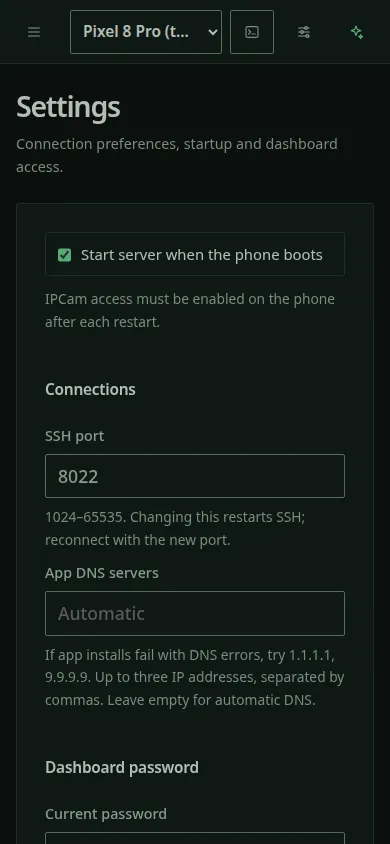 Pixel 8 Pro (t...
Settings
Connection preferences, startup and dashboard
access.
Start server when the phone boots
IPCam access must be enabled on the phone
after each restart.
Connections
SSH port
8022
1024–65535. Changing this restarts SSH;
reconnect with the new port.
App DNS servers
Automatic
If app installs fail with DNS errors, try 1.1.1.1,
9.9.9.9. Up to three IP addresses, separated by
commas. Leave empty for automatic DNS.
Dashboard password
Current password